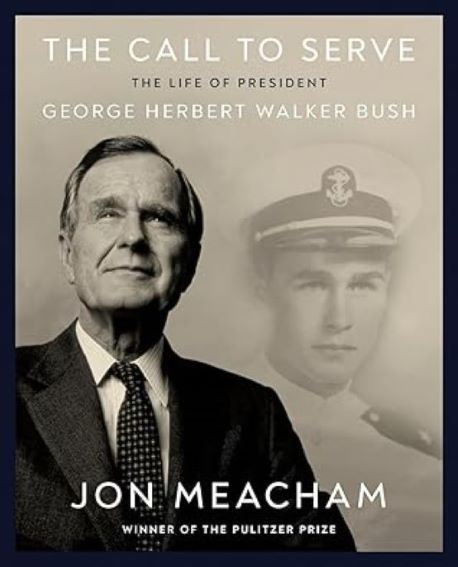 THE CALL TO SERVE
THE LIFE OF PRESIDENT
GEORGE HERBERT WALKER BUSH
JON MEACHAM
WINNER OF THE PULITZER PRIZE